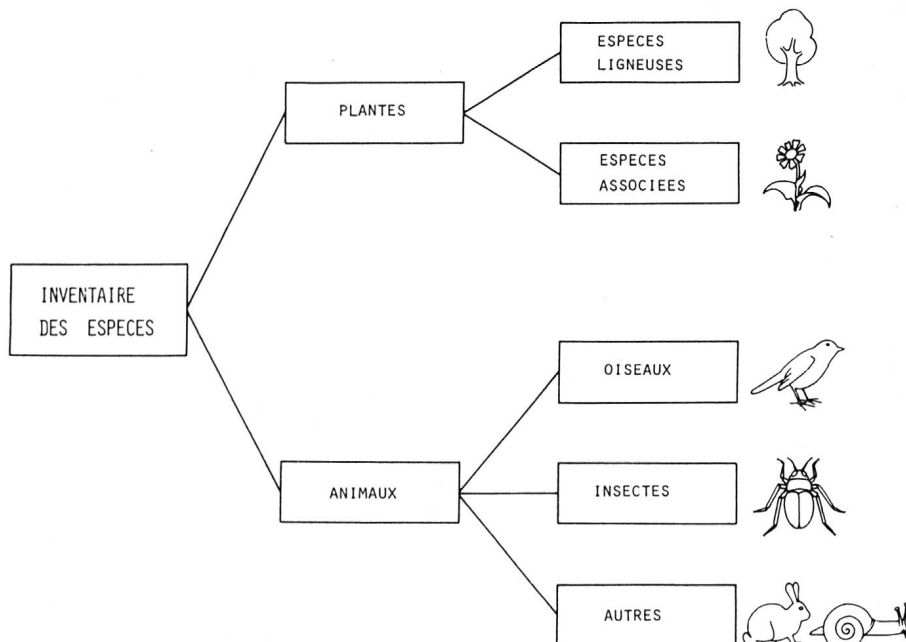 ESPECES
LIGNEUSES
PLANTES
ESPECES
ASSOCIEES
INVENTAIRE
DES ESPECES
OISEAUX
ANIMAUX
INSECTES
AUTRES